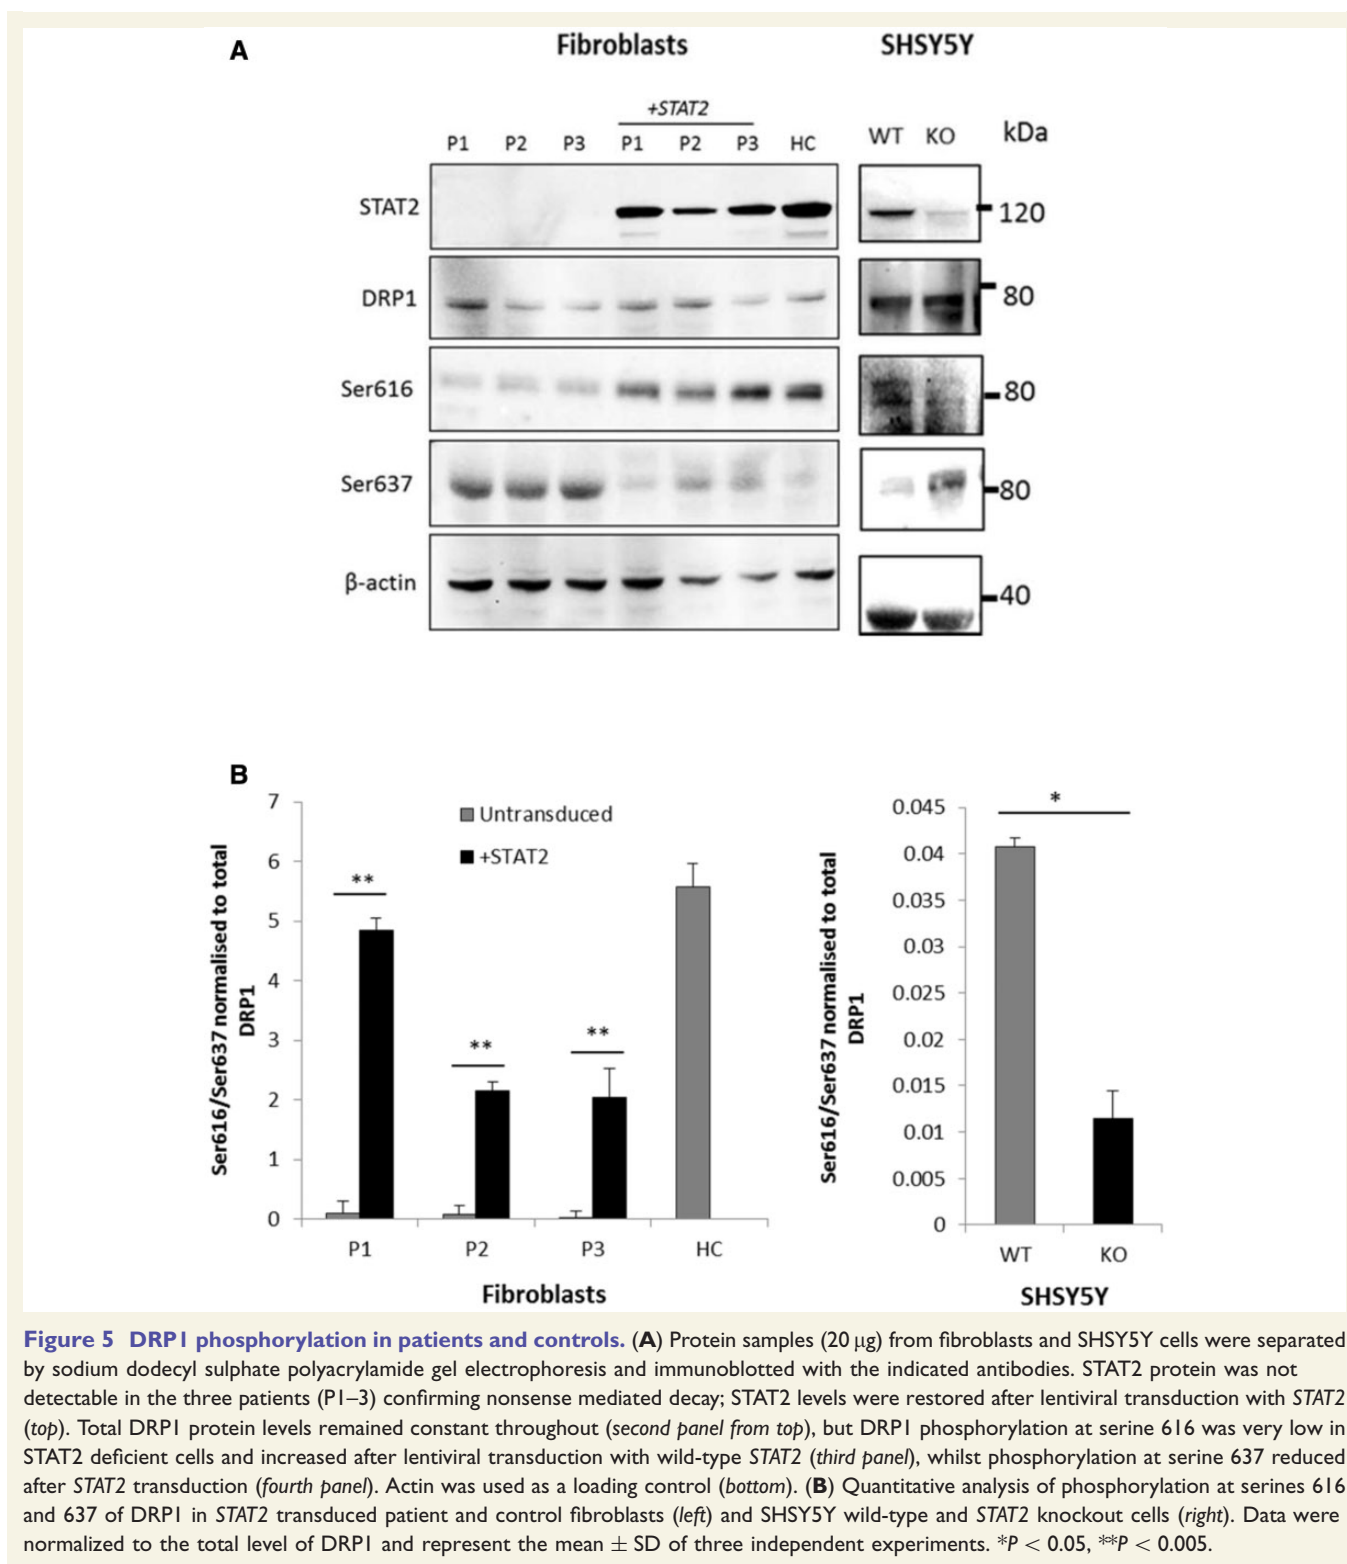 A
Fibroblasts
SHSY5Y
+STAT2
P1 P2 P3 P1 P2 P3 HC
WT KO kDa
STAT2
120
DRP1
80
Ser616
80
Ser637
80
β-actin
40
B
7
6
5
4
3
2
1
0
Ser616/Ser637 normalised to total
DRP1
Untransduced
+STAT2
**
**
**
P1 P2 P3 HC
Fibroblasts
0.045
0.04
0.035
0.03
0.025
0.02
0.015
0.01
0.005
0
Ser616/Ser637 normalised to total
DRP1
*
WT KO
SHSY5Y
Figure 5 DRP1 phosphorylation in patients and controls. (A) Protein samples (20 μg) from fibroblasts and SHSY5Y cells were separated
by sodium dodecyl sulphate polyacrylamide gel electrophoresis and immunoblotted with the indicated antibodies. STAT2 protein was not
detectable in the three patients (P1–3) confirming nonsense mediated decay; STAT2 levels were restored after lentiviral transduction with STAT2
(top). Total DRP1 protein levels remained constant throughout (second panel from top), but DRP1 phosphorylation at serine 616 was very low in
STAT2 deficient cells and increased after lentiviral transduction with wild-type STAT2 (third panel), whilst phosphorylation at serine 637 reduced
after STAT2 transduction (fourth panel). Actin was used as a loading control (bottom). (B) Quantitative analysis of phosphorylation at serines 616
and 637 of DRP1 in STAT2 transduced patient and control fibroblasts (left) and SHSY5Y wild-type and STAT2 knockout cells (right). Data were
normalized to the total level of DRP1 and represent the mean ± SD of three independent experiments. *P < 0.05, **P < 0.005.